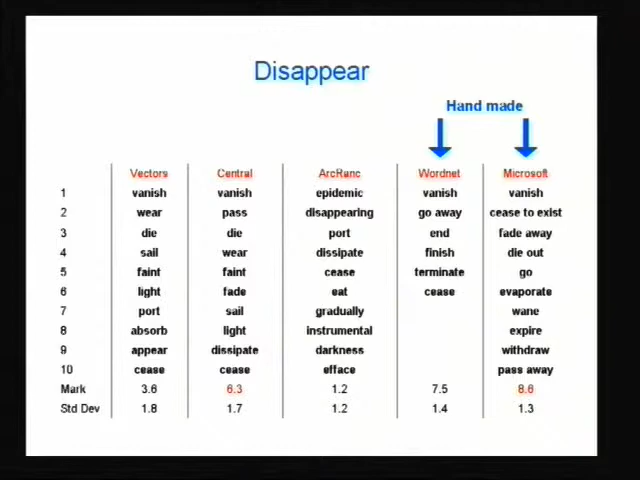 Disappear
Hand made
Vectors Central ArcRanc Wordnet Microsoft
1 vanish vanish epidemic vanish vanish
2 wear pass disappearing go away cease to exist
3 die die port end fade away
4 sail wear dissipate finish die out
5 faint faint cease terminate go
6 light fade eat cease evaporate
7 port sail gradually wane
8 absorb light instrumental expire
9 appear dissipate darkness withdraw
10 cease cease efface pass away
Mark 3.6 6.3 1.2 7.5 8.6
Std Dev 1.8 1.7 1.2 1.4 1.3